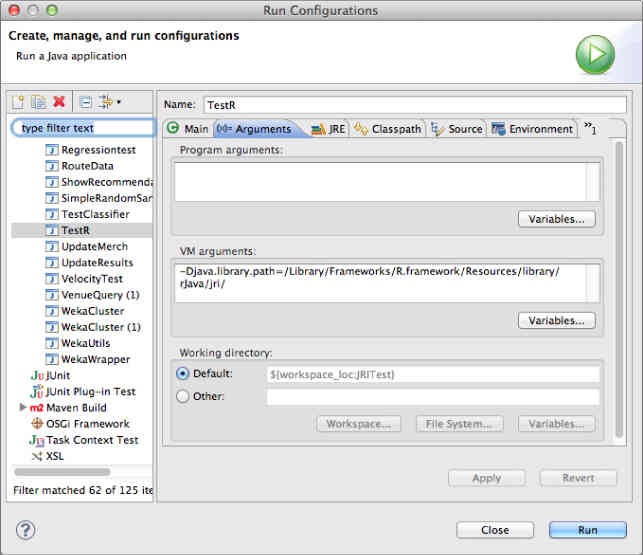 Run Configurations
Create, manage, and run configurations
Run a Java application
type filter text
Regressiontest
RouteData
ShowRecommenda
SimpleRandomSam
TestClassifier
TestR
UpdateMerch
UpdateResults
VelocityTest
VenueQuery (1)
WekaCluster
WekaCluster (1)
WekaUtils
WekaWrapper
JUnit
JUnit Plug-in Test
Maven Build
OSGi Framework
Task Context Test
XSL
Filter matched 62 of 125 ite
Name: TestR
Main Arguments JRE Classpath Source Environment »1
Program arguments:
Variables...
VM arguments:
-Djava.library.path=/Library/Frameworks/R.framework/Resources/library/
rJava/jri/
Variables...
Working directory:
Default: ${workspace_loc:JRITest}
Other:
Workspace... File System... Variables...
Apply Revert
? Close Run